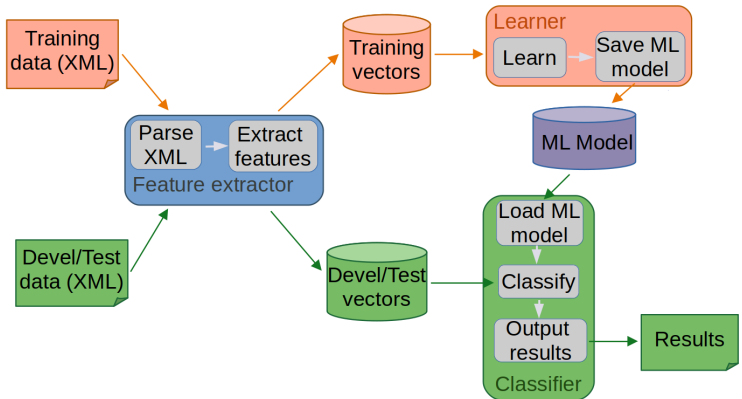 Training
data (XML)
Training
vectors
Learner
Learn
Save ML
model
Parse
XML
Extract
features
Feature extractor
ML Model
Devel/Test
data (XML)
Devel/Test
vectors
Load ML
model
Classify
Output
results
Classifier
Results